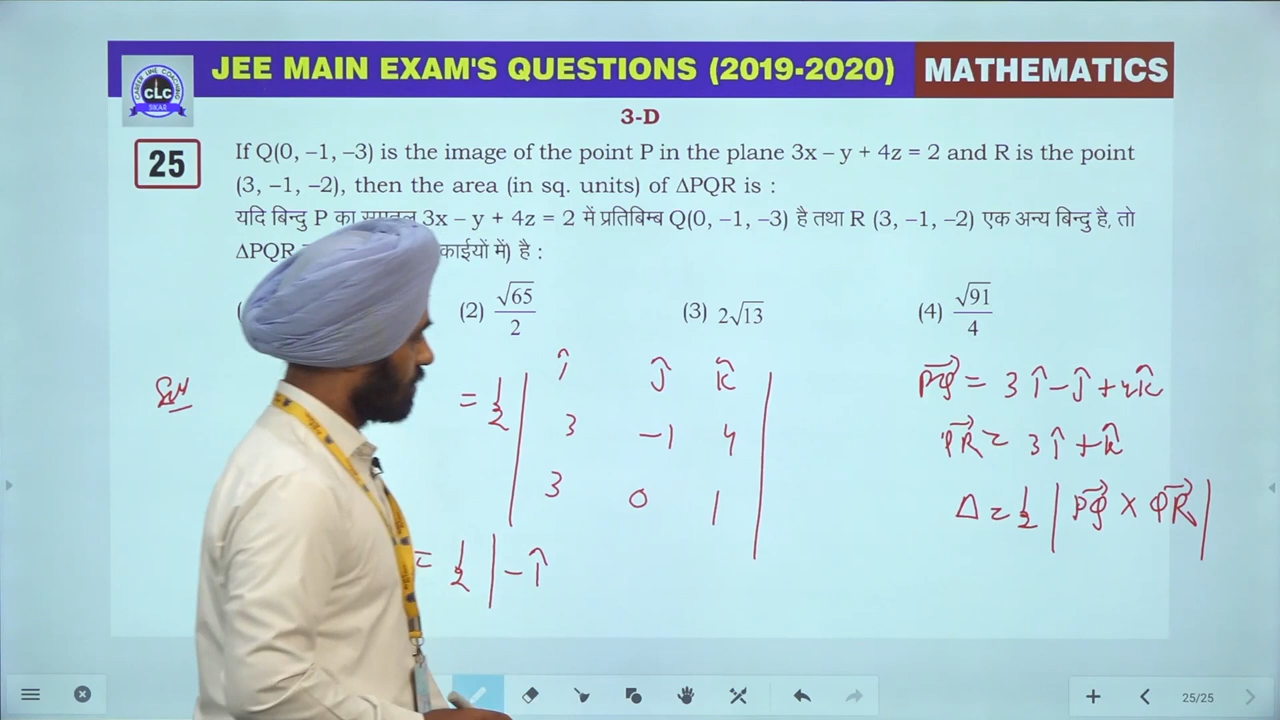 JEE MAIN EXAM'S QUESTIONS (2019-2020) MATHEMATICS
CLC
SIKAR
3-D
25 If Q(0, –1, –3) is the image of the point P in the plane 3x – y + 4z = 2 and R is the point
(3, –1, –2), then the area (in sq. units) of ΔPQR is :
यदि बिन्दु P का समतल 3x – y + 4z = 2 में प्रतिबिम्ब Q(0, –1, –3) है तथा R (3, –1, –2) एक अन्य बिन्दु है, तो
ΔPQR काईयों में) है :
(2) √65/2 (3) 2√13 (4) √91/4
= 1/2 | î ĵ k̂
3 -1 4
3 0 1 |
= 1/2 | -î
PQ = 3î - ĵ + 4k̂
PR = 3î + k̂
Δ = 1/2 | PQ × QR |
25/25